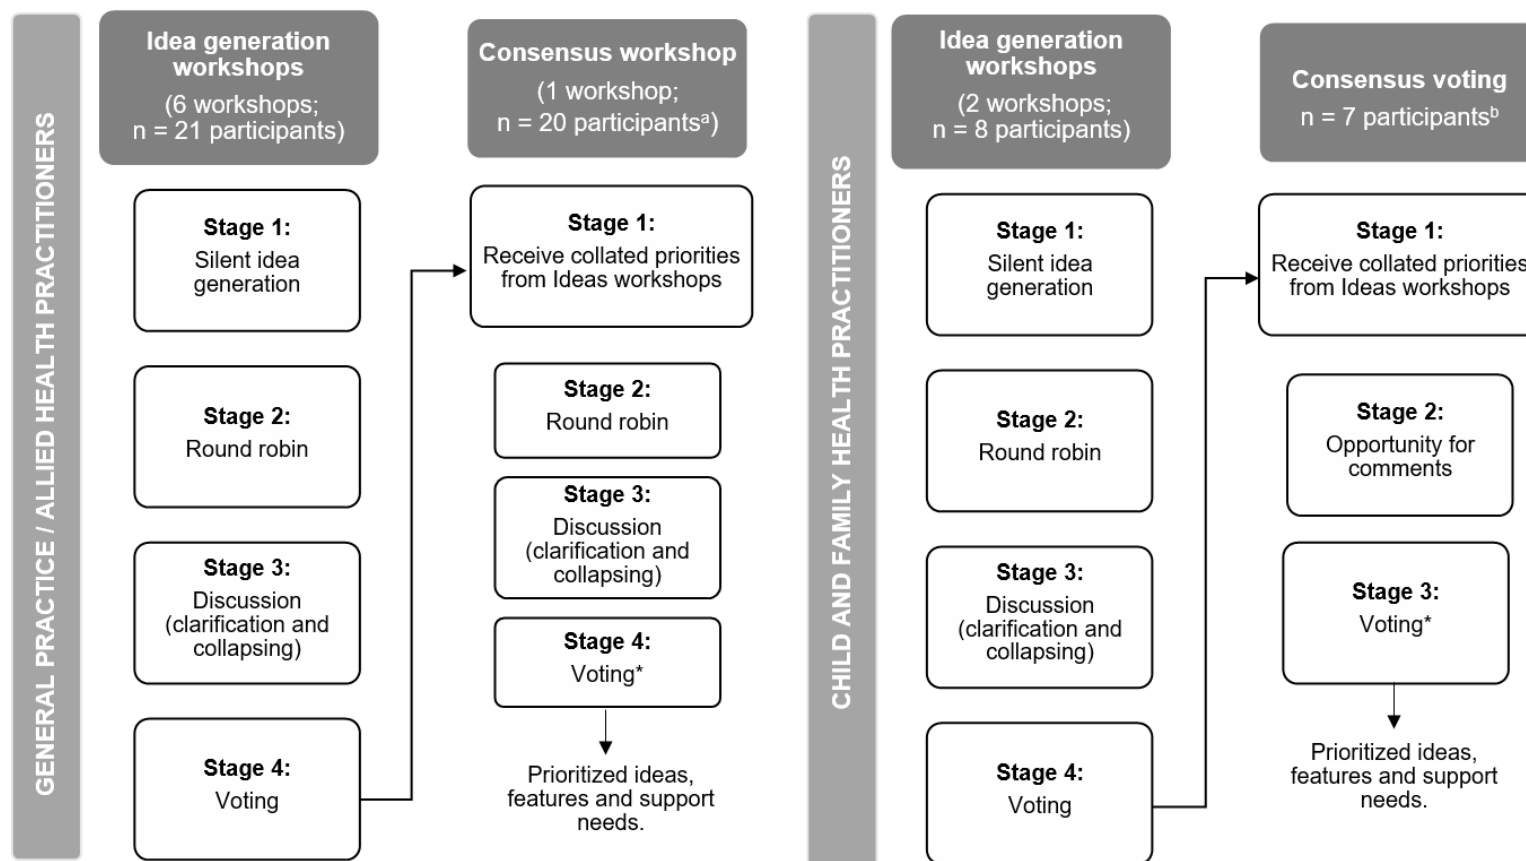 GENERAL PRACTICE / ALLIED HEALTH PRACTITIONERS
Idea generation
workshops
(6 workshops;
n = 21 participants)
Stage 1:
Silent idea
generation
Stage 2:
Round robin
Stage 3:
Discussion
(clarification and
collapsing)
Stage 4:
Voting
Consensus workshop
(1 workshop;
n = 20 participantsᵃ)
Stage 1:
Receive collated priorities
from Ideas workshops
Stage 2:
Round robin
Stage 3:
Discussion
(clarification and
collapsing)
Stage 4:
Voting*
Prioritized ideas,
features and support
needs.
CHILD AND FAMILY HEALTH PRACTITIONERS
Idea generation
workshops
(2 workshops;
n = 8 participants)
Stage 1:
Silent idea
generation
Stage 2:
Round robin
Stage 3:
Discussion
(clarification and
collapsing)
Stage 4:
Voting
Consensus voting
n = 7 participantsᵇ
Stage 1:
Receive collated priorities
from Ideas workshops
Stage 2:
Opportunity for
comments
Stage 3:
Voting*
Prioritized ideas,
features and support
needs.